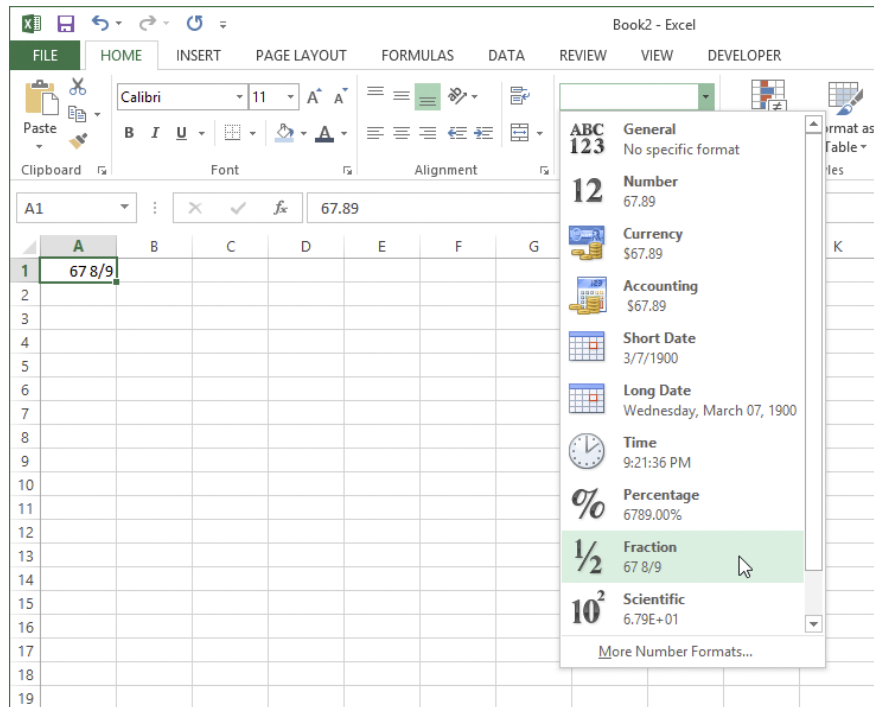 Book2 - Excel
FILE HOME INSERT PAGE LAYOUT FORMULAS DATA REVIEW VIEW DEVELOPER
Calibri 11 A A
Paste B I U A
rmat as
Table
Clipboard Font Alignment les
A1 fx 67.89
A B C D E F G K
1 67 8/9
2
3
4
5
6
7
8
9
10
11
12
13
14
15
16
17
18
19
ABC
123
General
No specific format
12
Number
67.89
Currency
$67.89
Accounting
$67.89
Short Date
3/7/1900
Long Date
Wednesday, March 07, 1900
Time
9:21:36 PM
%
Percentage
6789.00%
1/2
Fraction
67 8/9
10²
Scientific
6.79E+01
More Number Formats...